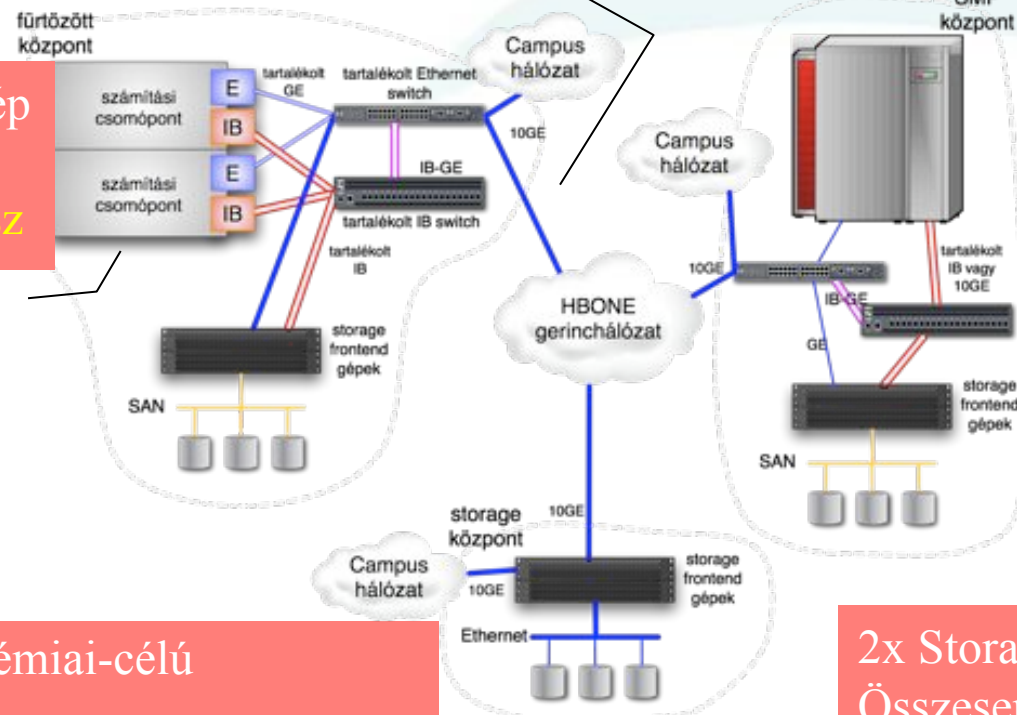 fürtözött
központ
számítási
csomópont
számítási
csomópont
E
IB
E
IB
tartalékolt
GE
tartalékolt Ethernet
switch
IB-GE
tartalékolt IB switch
tartalékolt
IB
storage
frontend
gépek
SAN
Campus
hálózat
10GE
HBONE
gerinchálózat
Campus
hálózat
10GE
központ
tartalékolt
IB vagy
10GE
IB-GE
GE
storage
frontend
gépek
SAN
10GE
storage
központ
Campus
hálózat
10GE
storage
frontend
gépek
Ethernet
émiai-célú
2x Stora